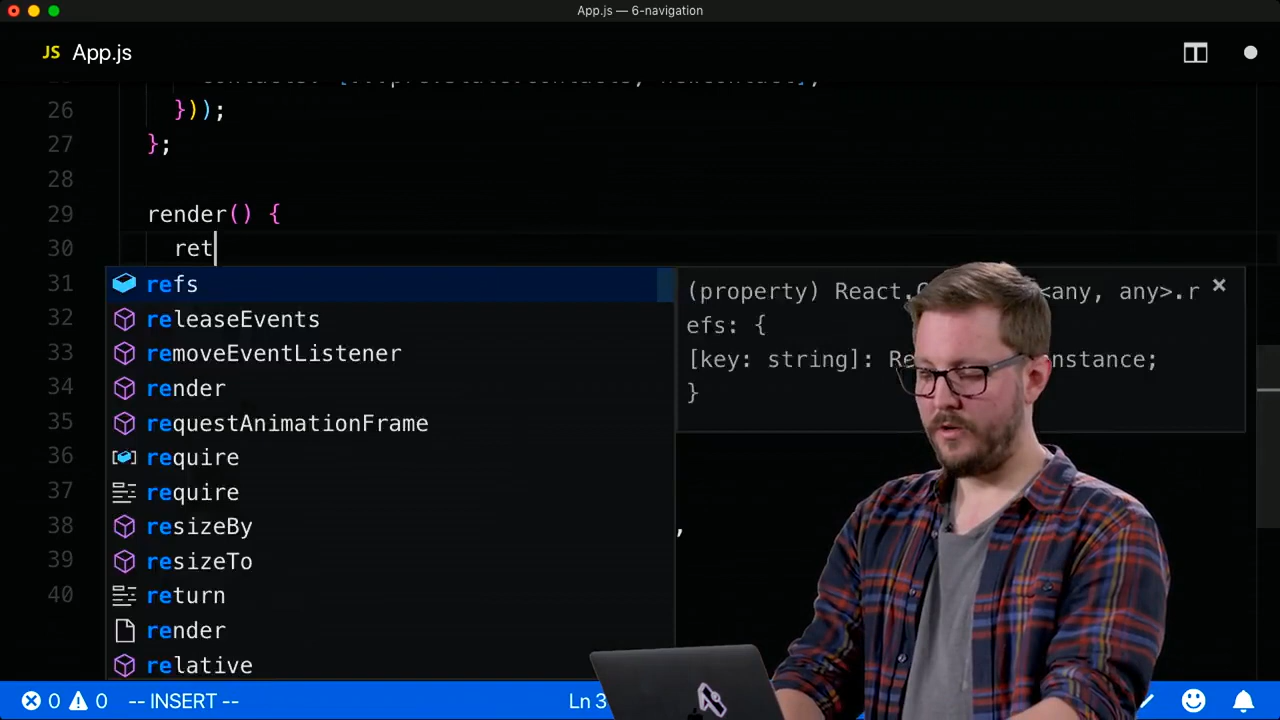 App.js — 6-navigation
JS App.js
26 }));
27 };
28
29 render() {
30 ret
31
32
33
34
35
36
37
38 ,
39
40
refs
releaseEvents
removeEventListener
render
requestAnimationFrame
require
require
resizeBy
resizeTo
return
render
relative
(property) React. <any, any>.r
efs: {
[key: string]: nstance;
}
0 0 -- INSERT --
Ln 3